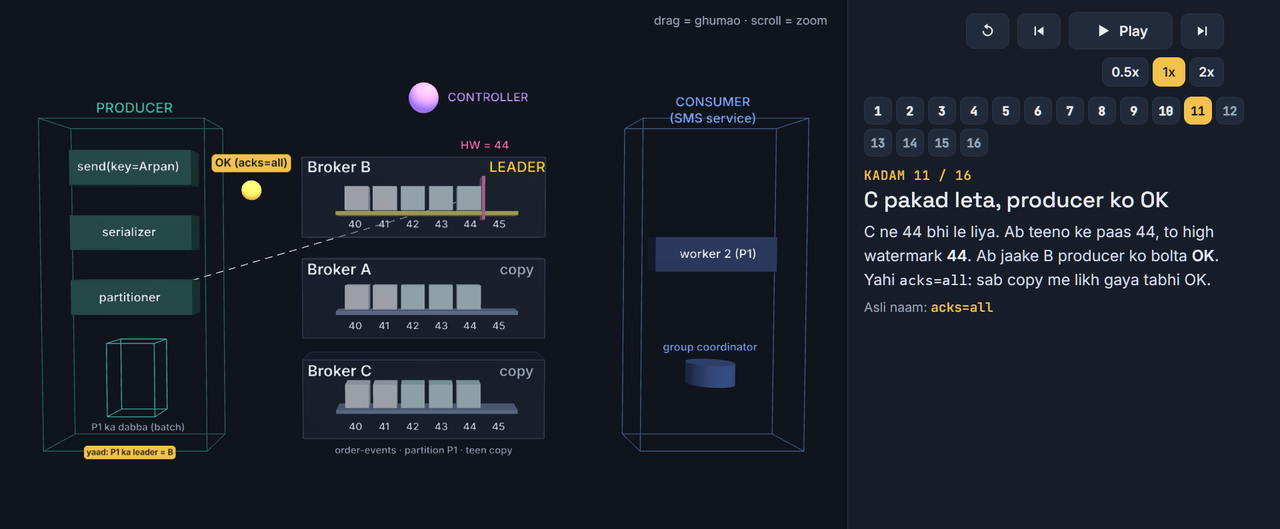 drag = ghumao · scroll = zoom
PRODUCER
send(key=Arpan)
serializer
partitioner
P1 ka dabba (batch)
yaad: P1 ka leader = B
OK (acks=all)
CONTROLLER
HW = 44
Broker B
LEADER
40 41 42 43 44 45
Broker A
copy
40 41 42 43 44 45
Broker C
copy
40 41 42 43 44 45
order-events · partition P1 · teen copy
CONSUMER
(SMS service)
worker 2 (P1)
group coordinator
Play
0.5x 1x 2x
1 2 3 4 5 6 7 8 9 10 11 12
13 14 15 16
KADAM 11 / 16
C pakad leta, producer ko OK
C ne 44 bhi le liya. Ab teeno ke paas 44, to high
watermark 44. Ab jaake B producer ko bolta OK.
Yahi acks=all: sab copy me likh gaya tabhi OK.
Asli naam: acks=all